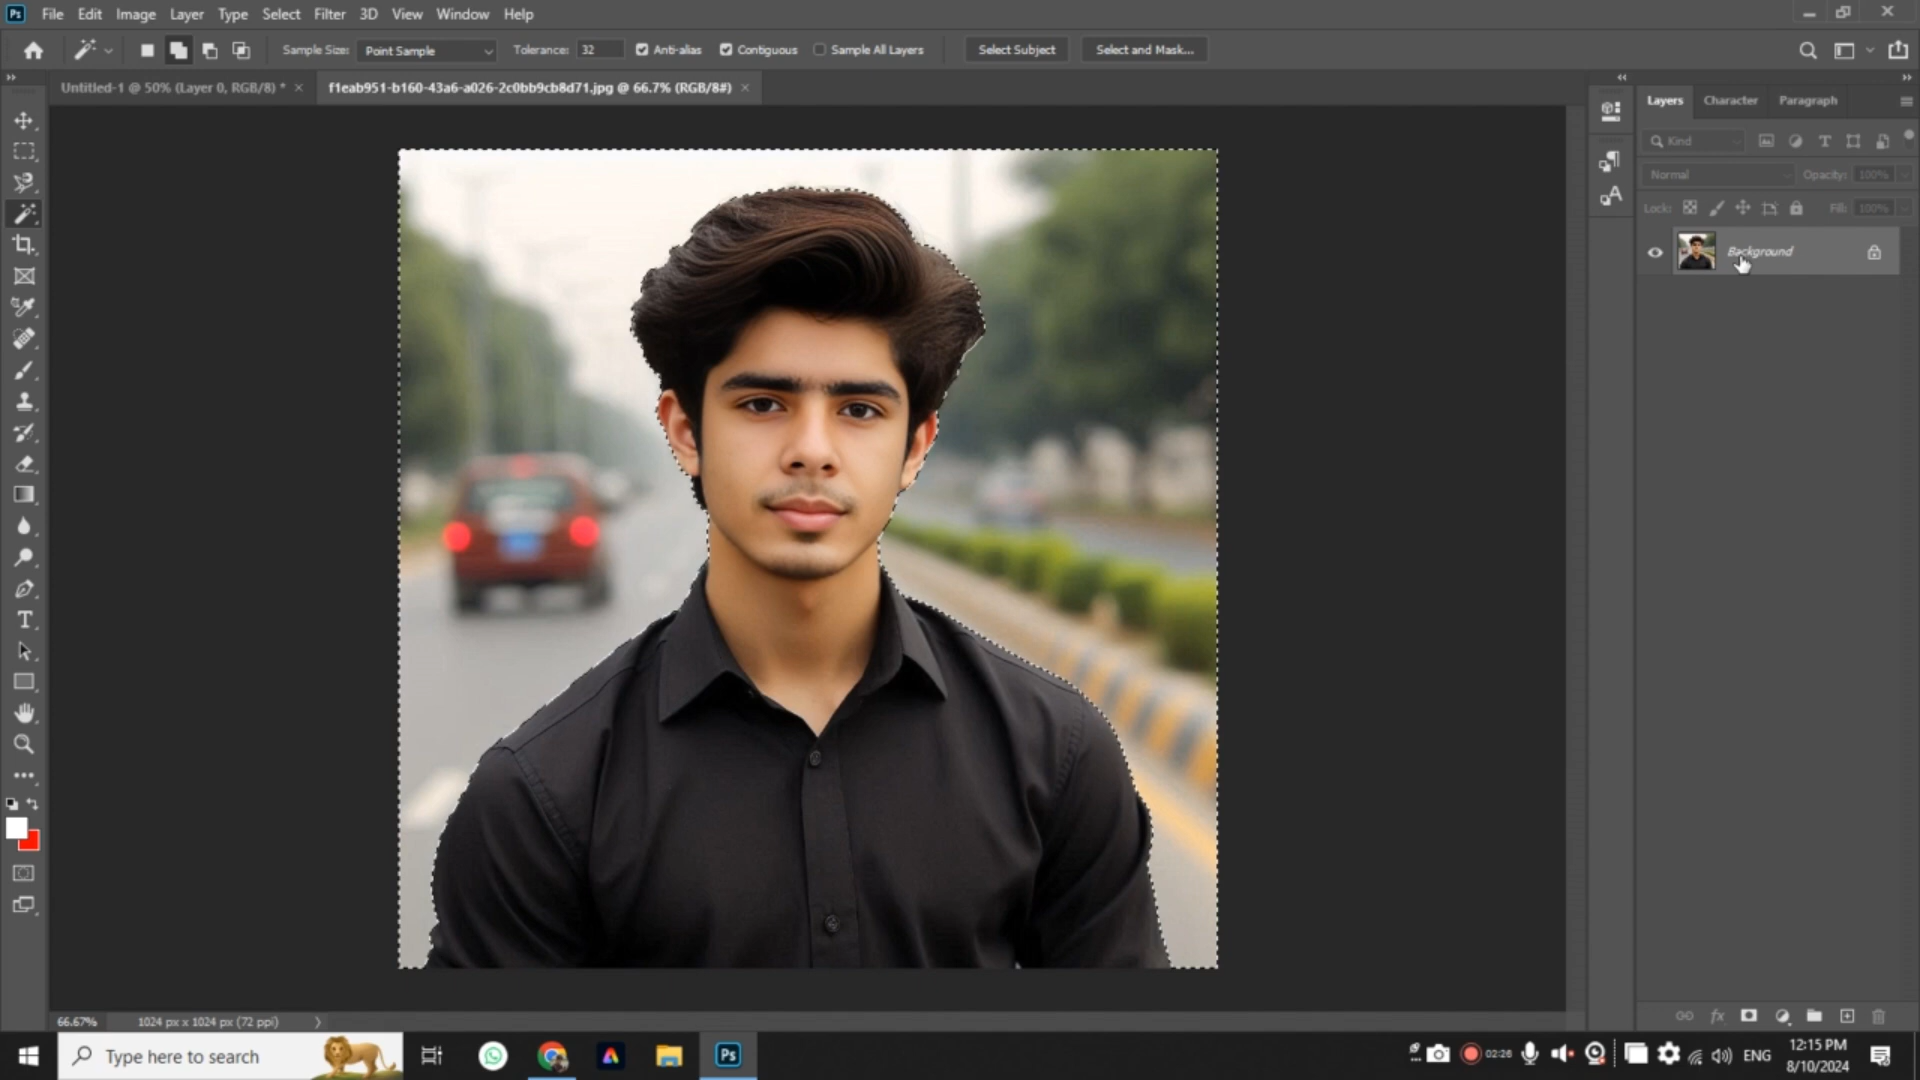 Ps File Edit Image Layer Type Select Filter 3D View Window Help
Sample Size: Point Sample Tolerance: 32 Anti-alias Contiguous Sample All Layers Select Subject Select and Mask...
Untitled-1 @ 50% (Layer 0, RGB/8) * × f1eab951-b160-43a6-a026-2c0bb9cb8d71.jpg @ 66.7% (RGB/8#) ×
Layers Character Paragraph
Kind
Normal Opacity: 100%
Lock: Fill: 100%
Background
66.67% 1024 px x 1024 px (72 ppi)
Type here to search
Ps
02:26
ENG
12:15 PM
8/10/2024